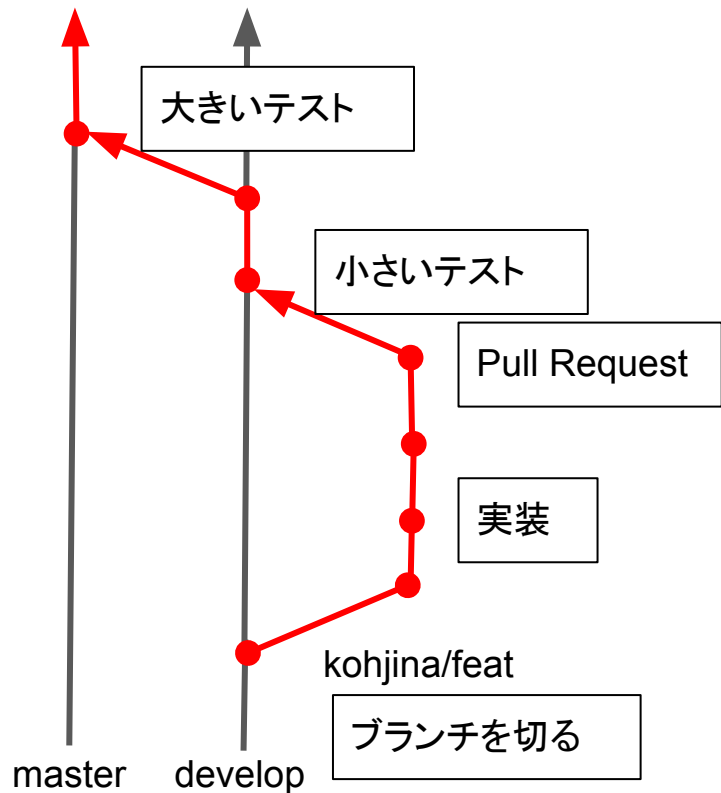 大きいテスト
小さいテスト
Pull Request
実装
kohjina/feat
ブランチを切る
master
develop